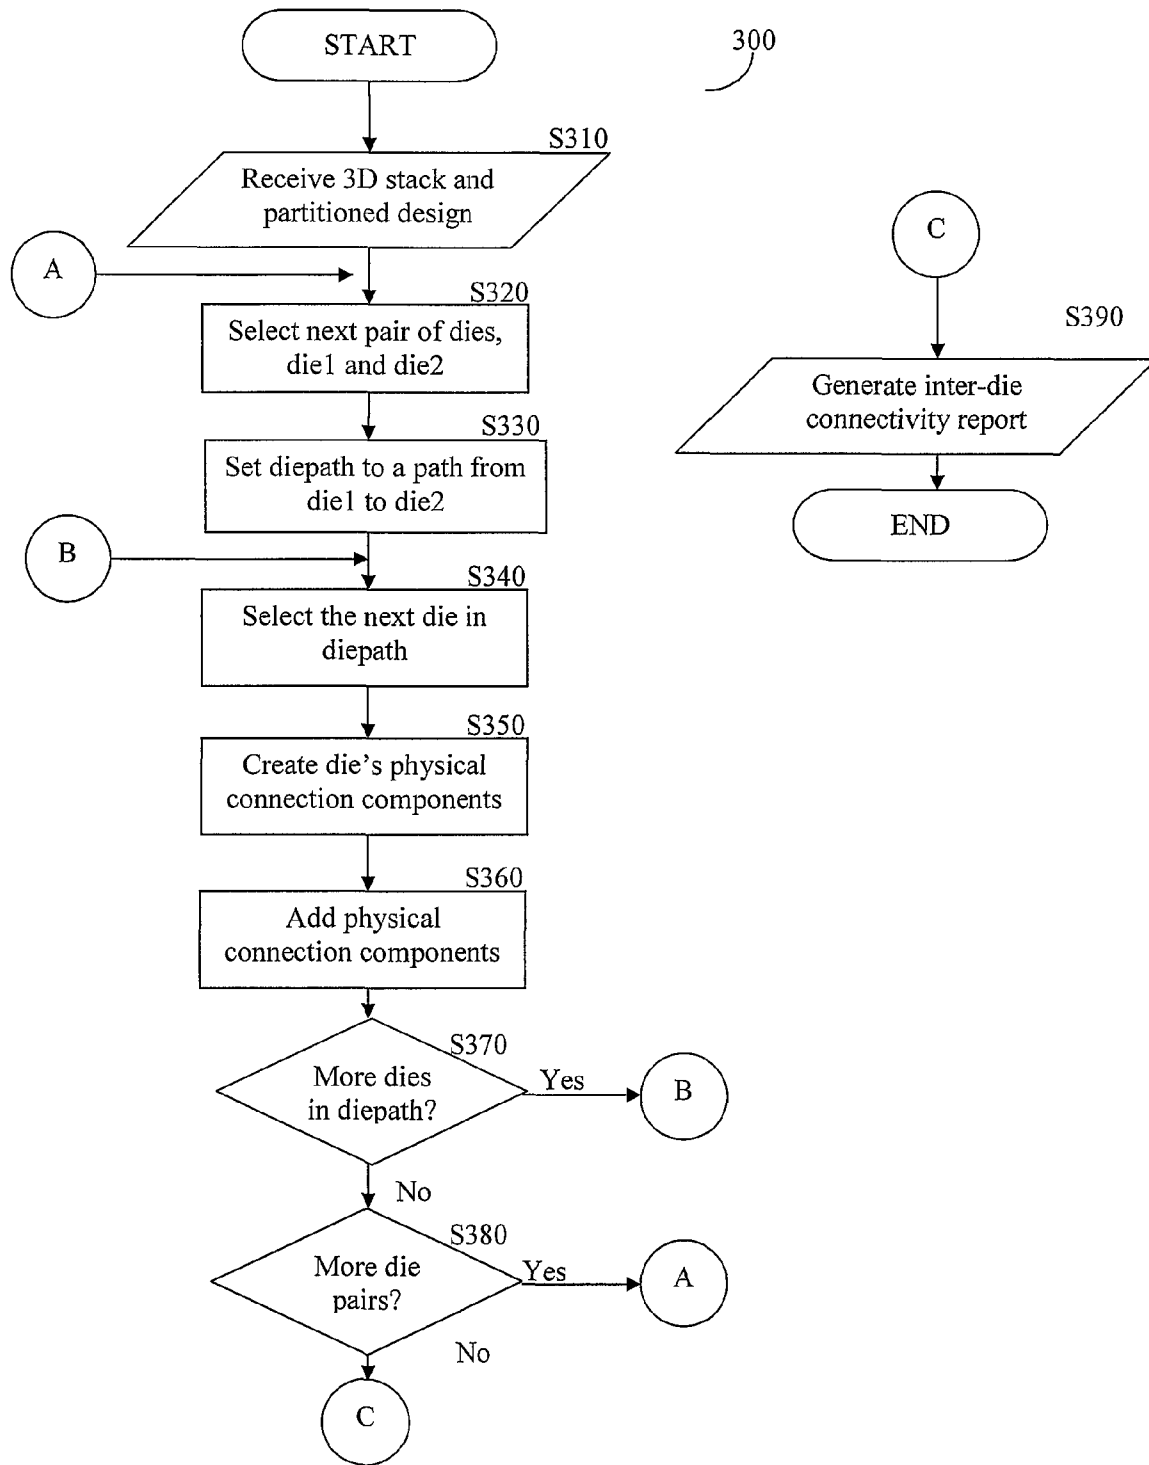 START
300
S310
Receive 3D stack and
partitioned design
A
S320
Select next pair of dies,
die1 and die2
S330
Set diepath to a path from
die1 to die2
B
S340
Select the next die in
diepath
S350
Create die's physical
connection components
S360
Add physical
connection components
S370
More dies
in diepath?
Yes
B
No
S380
More die
pairs?
Yes
A
No
C
C
S390
Generate inter-die
connectivity report
END